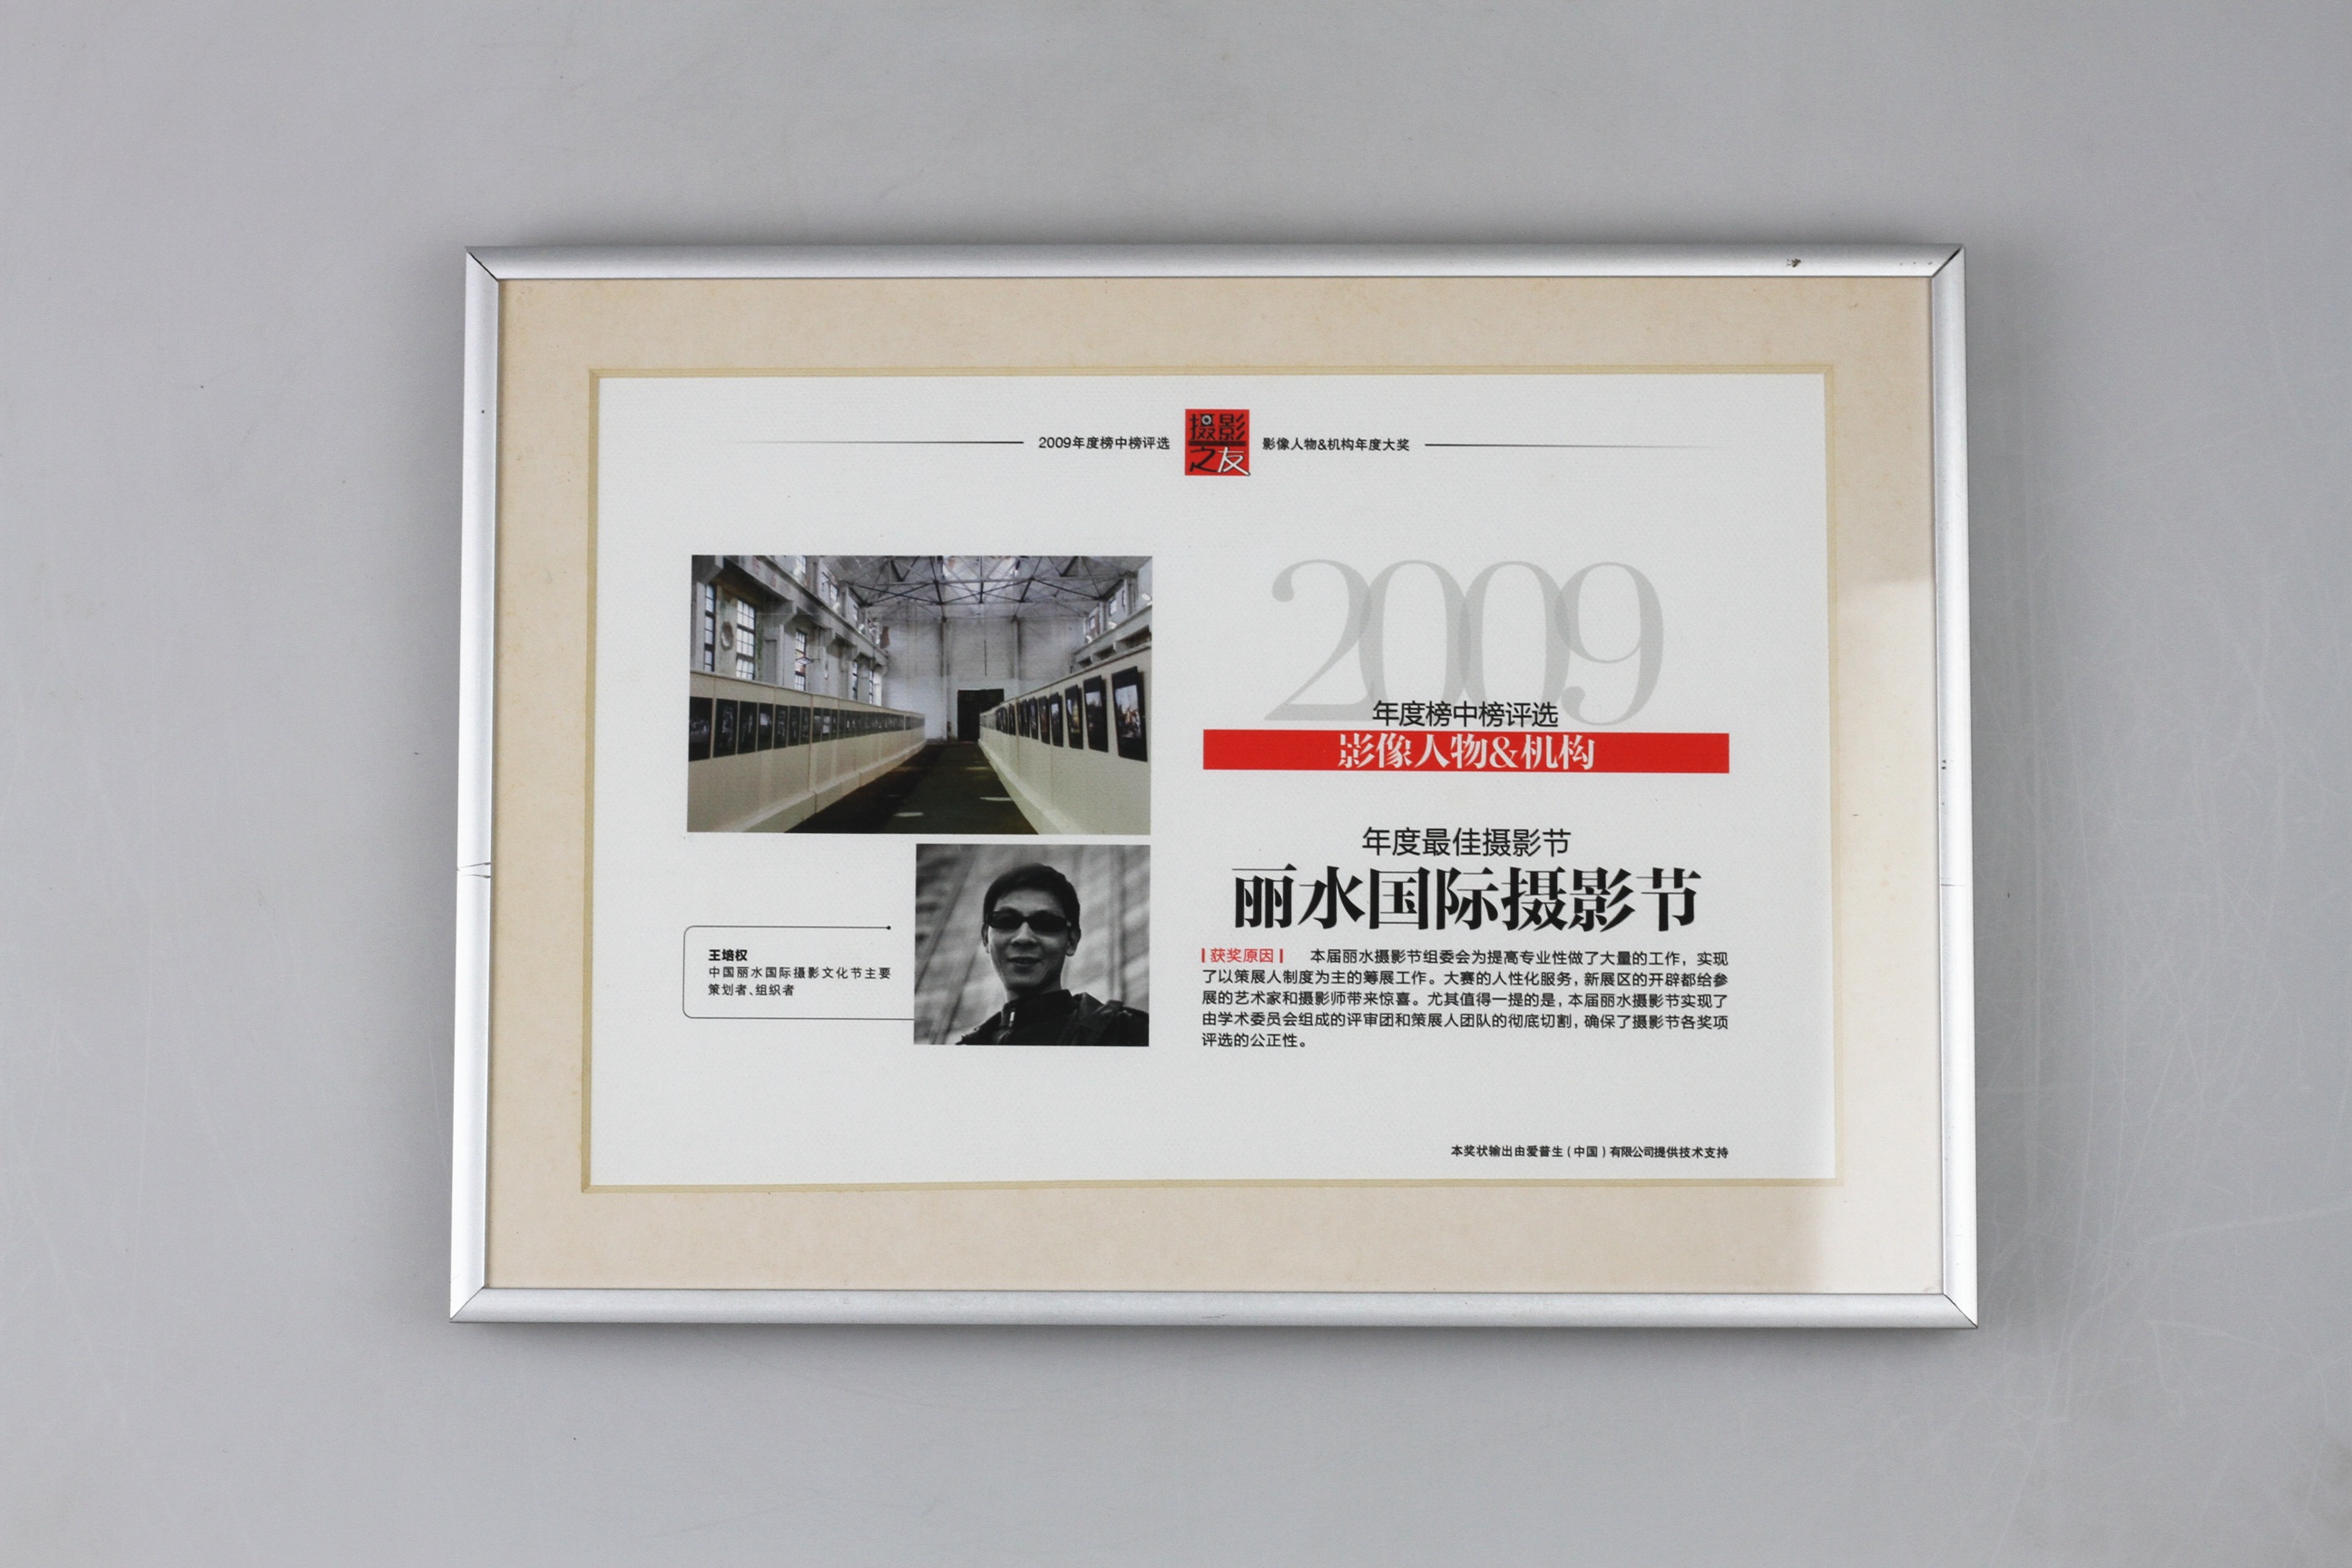 2009年度榜中榜评选
摄影
之友
影像人物&机构年度大奖
2009
年度榜中榜评选
影像人物&机构
年度最佳摄影节
丽水国际摄影节
获奖原因 本届丽水摄影节组委会为提高专业性做了大量的工作，实现
了以策展人制度为主的筹展工作。大赛的人性化服务，新展区的开辟都给参
展的艺术家和摄影师带来惊喜。尤其值得一提的是，本届丽水摄影节实现了
由学术委员会组成的评审团和策展人团队的彻底切割，确保了摄影节各奖项
评选的公正性。
王培权
中国丽水国际摄影文化节主要
策划者、组织者
本奖状输出由爱普生（中国）有限公司提供技术支持